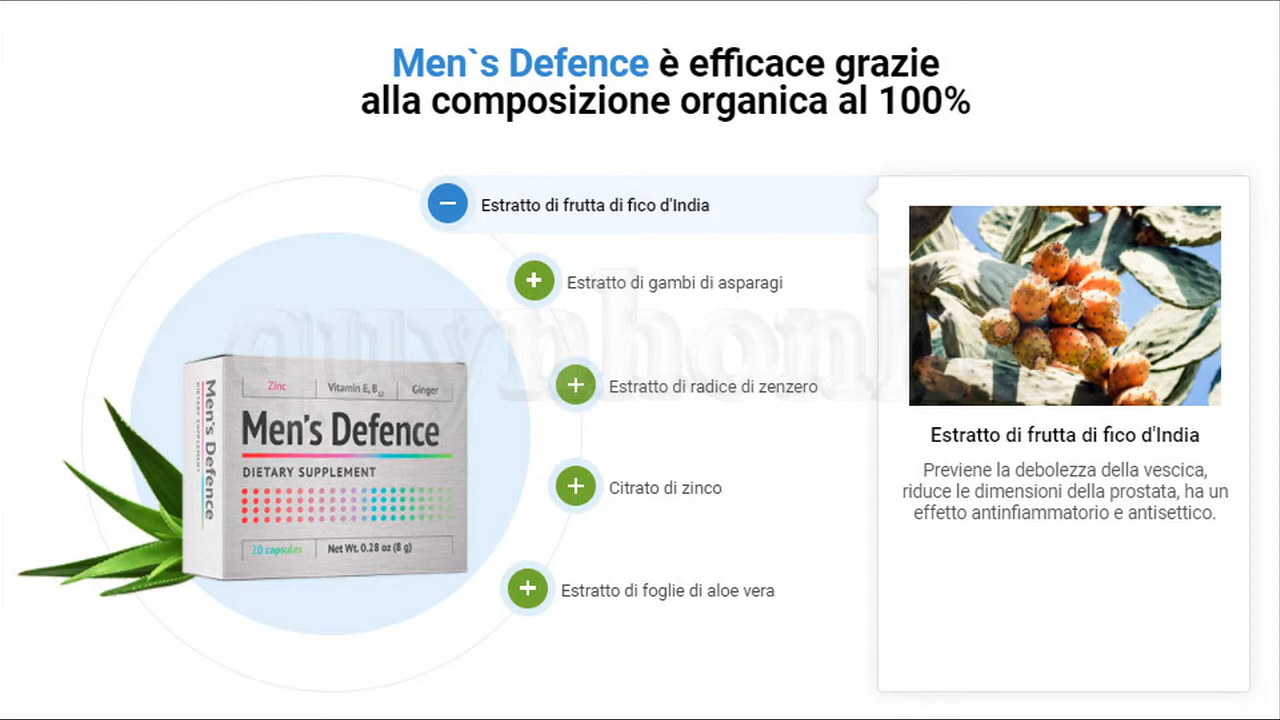 Men`s Defence è efficace grazie
alla composizione organica al 100%
Estratto di frutta di fico d'India
Estratto di gambi di asparagi
Estratto di radice di zenzero
Citrato di zinco
Estratto di foglie di aloe vera
Zinc
Vitamin E, B12
Ginger
Men's Defence
DIETARY SUPPLEMENT
20 capsules
Net Wt. 0.28 oz (8 g)
Men's Defence
DIETARY SUPPLEMENT
Estratto di frutta di fico d'India
Previene la debolezza della vescica,
riduce le dimensioni della prostata, ha un
effetto antinfiammatorio e antisettico.